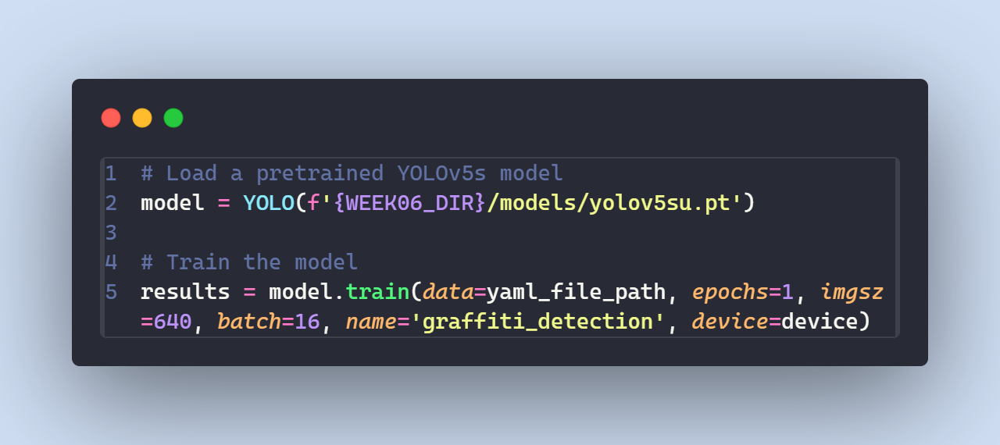 1 # Load a pretrained YOLOv5s model
2 model = YOLO(f'{WEEK06_DIR}/models/yolov5su.pt')
3
4 # Train the model
5 results = model.train(data=yaml_file_path, epochs=1, imgsz
=640, batch=16, name='graffiti_detection', device=device)